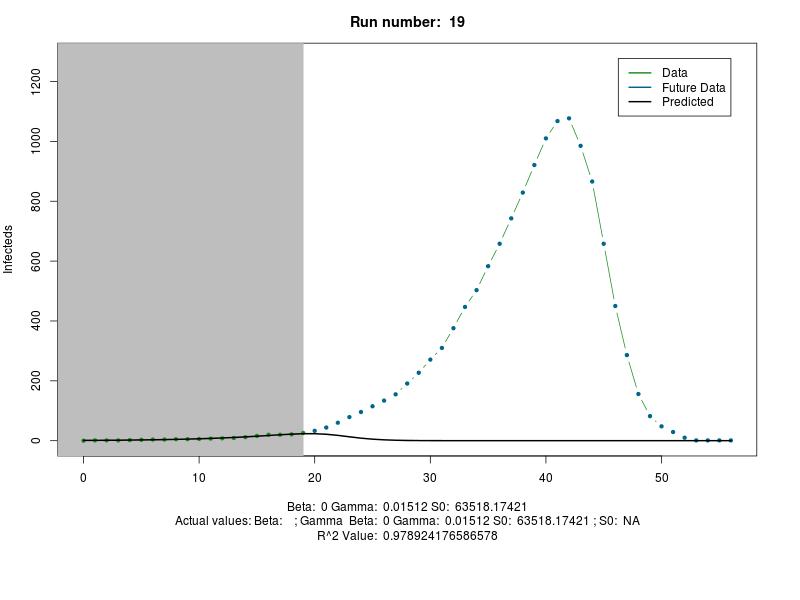 Run number: 19
Data
Future Data
Predicted
Infecteds
1200
1000
800
600
400
200
0
0 10 20 30 40 50
Beta: 0 Gamma: 0.01512 S0: 63518.17421
Actual values: Beta: ; Gamma Beta: 0 Gamma: 0.01512 S0: 63518.17421 ; S0: NA
R^2 Value: 0.978924176586578